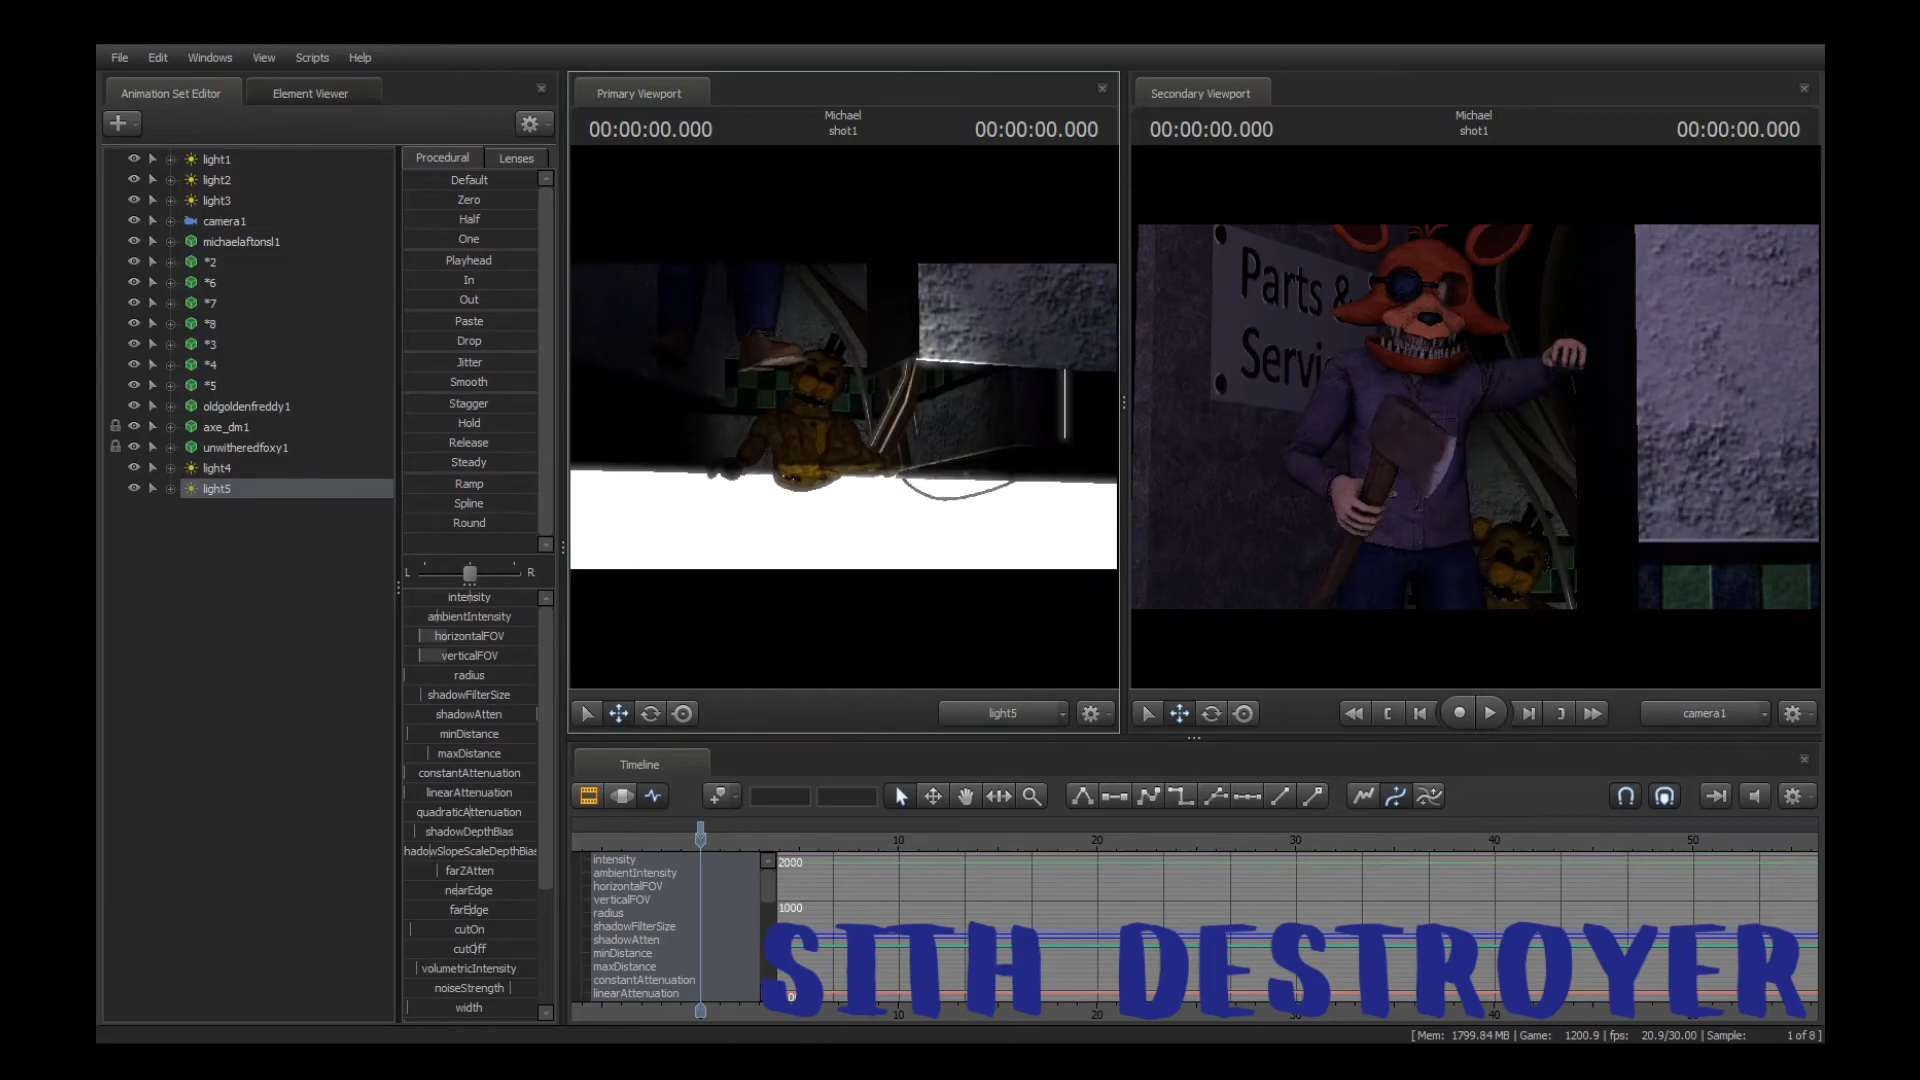 File Edit Windows View Scripts Help
Animation Set Editor Element Viewer
Procedural Lenses
light1
light2
light3
camera1
michaelaftonsl1
*2
*6
*7
*8
*3
*4
*5
oldgoldenfreddy1
axe_dm1
unwitheredfoxy1
light4
light5
Default
Zero
Half
One
Playhead
In
Out
Paste
Drop
Jitter
Smooth
Stagger
Hold
Release
Steady
Ramp
Spline
Round
L R
intensity
ambientIntensity
horizontalFOV
verticalFOV
radius
shadowFilterSize
shadowAtten
minDistance
maxDistance
constantAttenuation
linearAttenuation
quadraticAttenuation
shadowDepthBias
hadowSlopeScaleDepthBias
farZAtten
nearEdge
farEdge
cutOn
cutOff
volumetricIntensity
noiseStrength
width
Primary Viewport
00:00:00.000 Michael 00:00:00.000
shot1
light5
Secondary Viewport
00:00:00.000 Michael 00:00:00.000
shot1
Parts &
camera1
Timeline
10 20 30 40 50
intensity
ambientIntensity
horizontalFOV
verticalFOV
radius
shadowFilterSize
shadowAtten
minDistance
maxDistance
constantAttenuation
linearAttenuation
2000
1000
SITH DESTROYER
10 20 30 40 50
[ Mem: 1799.84 MB | Game: 1200.9 | fps: 20.9/30.00 | Sample: 1 of 8 ]